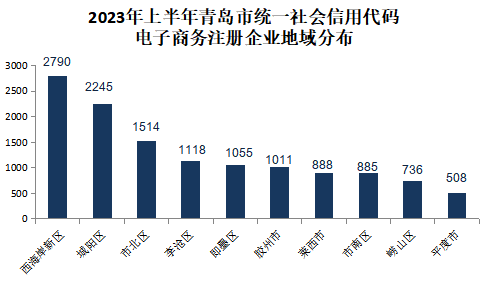 2023年上半年青岛市统一社会信用代码
电子商务注册企业地域分布
3000
2500
2000
1500
1000
500
0
2790
2245
1514
1118
1055
1011
888
885
736
508
西海岸新区
城阳区
市北区
李沧区
即墨区
胶州市
莱西市
市南区
崂山区
平度市